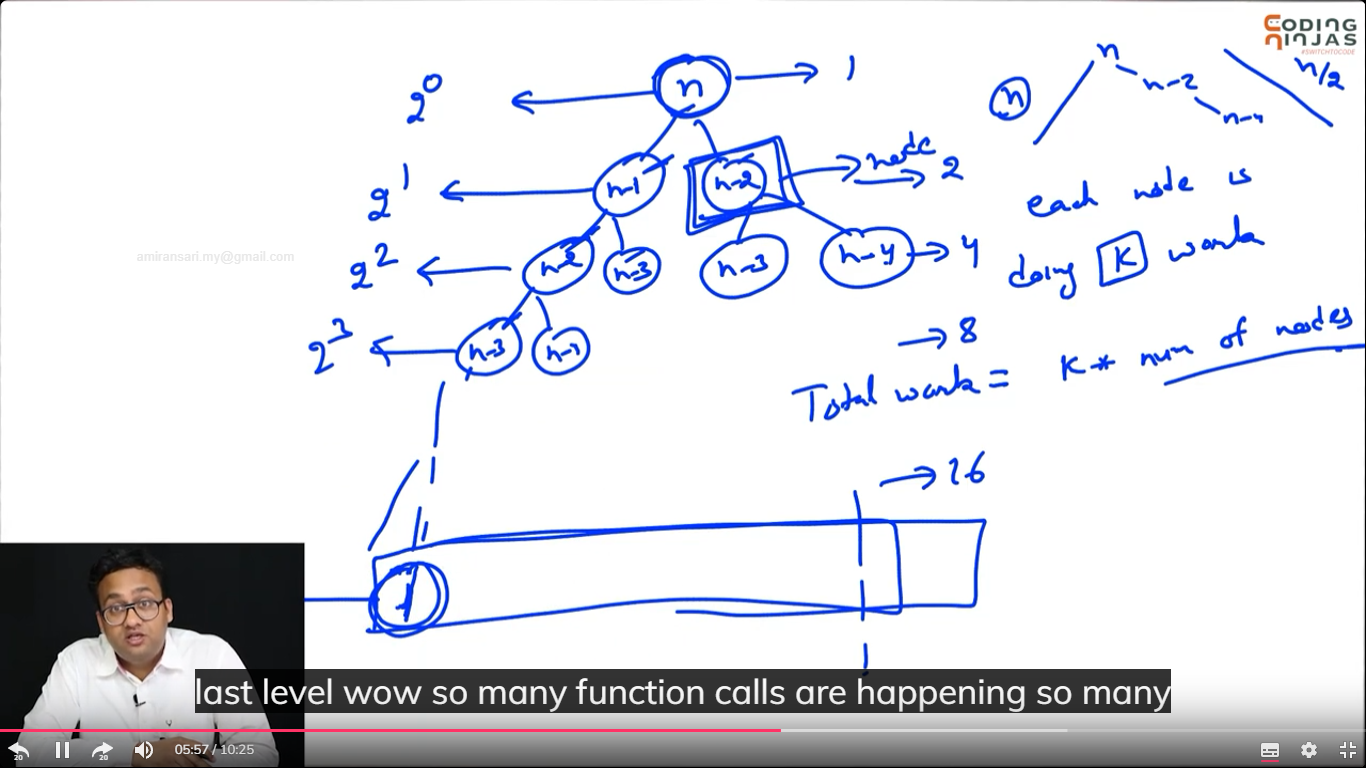 CODING
NINJAS
#SWITCHTOCODE
2^0
n
1
n
n
n-2
n-4
n/2
2^1
n-1
n-2
node
2
each node is
amiransari.my@gmail.com
2^2
n-2
n-3
n-3
n-4
4
doing K work
2^3
n-3
n-4
8
Total work = K * num of nodes
16
1
last level wow so many function calls are happening so many
20
20
05:57 / 10:25